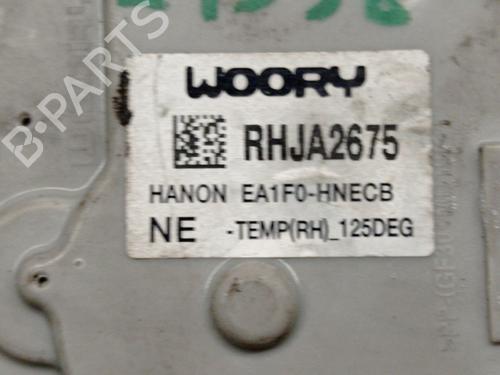 B-PARTS
WOORY
RHJA2675
HANON EA1F0-HNECB
NE -TEMP(RH)_125DEG